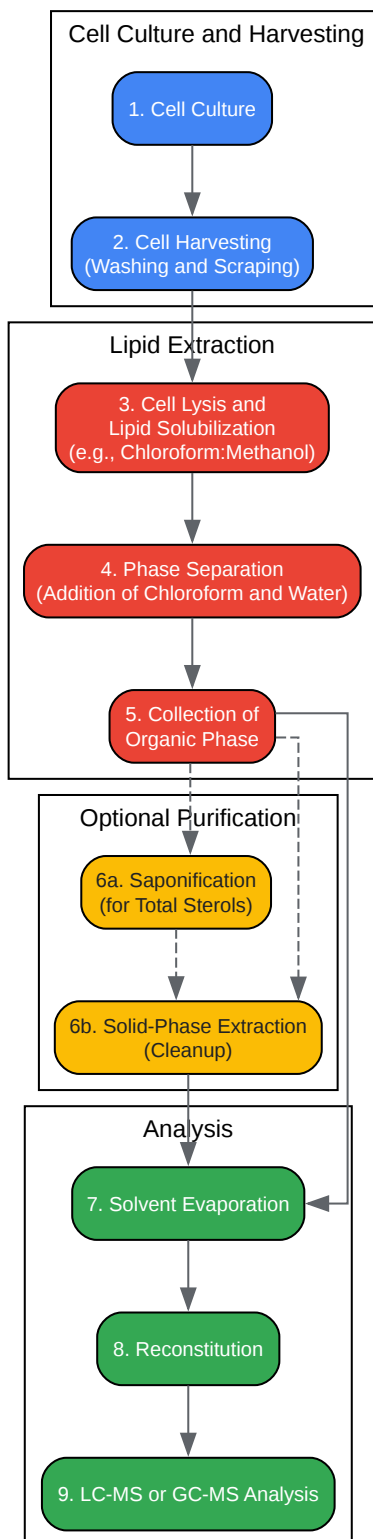 Cell Culture and Harvesting
1. Cell Culture
2. Cell Harvesting
(Washing and Scraping)
Lipid Extraction
3. Cell Lysis and
Lipid Solubilization
(e.g., Chloroform:Methanol)
4. Phase Separation
(Addition of Chloroform and Water)
5. Collection of
Organic Phase
Optional Purification
6a. Saponification
(for Total Sterols)
6b. Solid-Phase Extraction
(Cleanup)
Analysis
7. Solvent Evaporation
8. Reconstitution
9. LC-MS or GC-MS Analysis